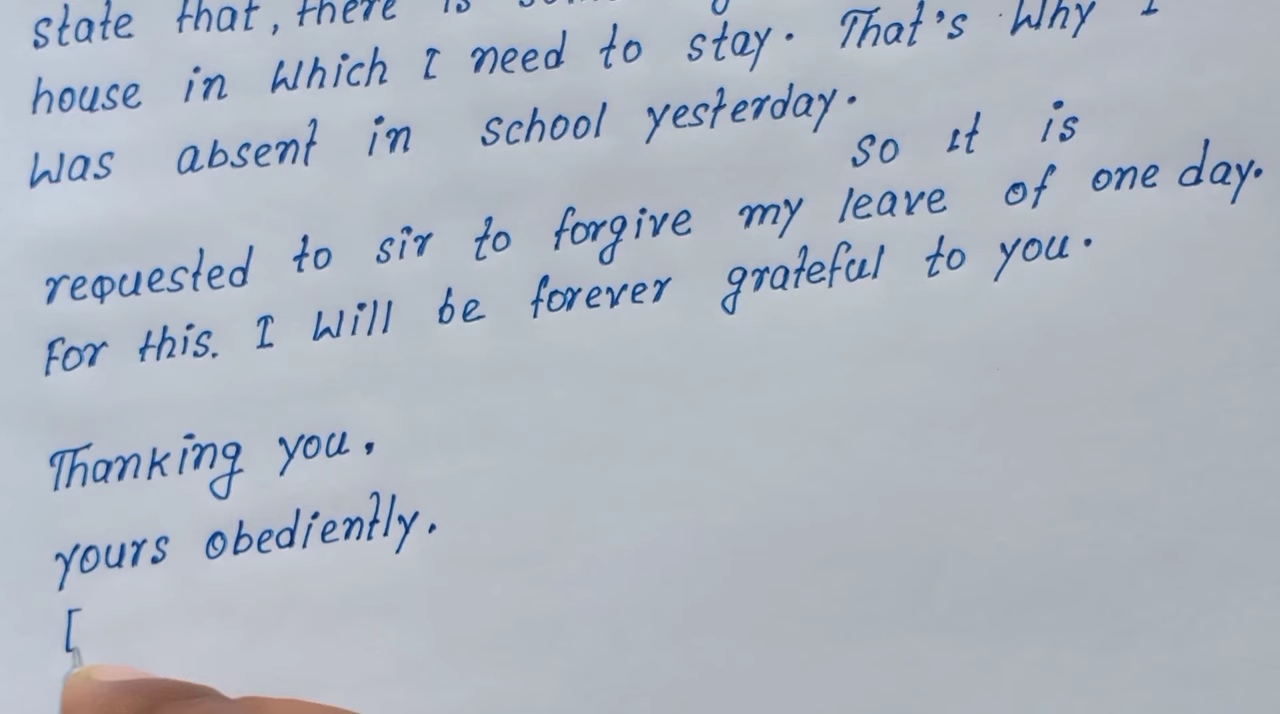 state that, there is
house in which I need to stay. That's why I
was absent in school yesterday.
so it is
requested to sir to forgive my leave of one day.
For this. I will be forever grateful to you.
Thanking you.
yours obediently.
[